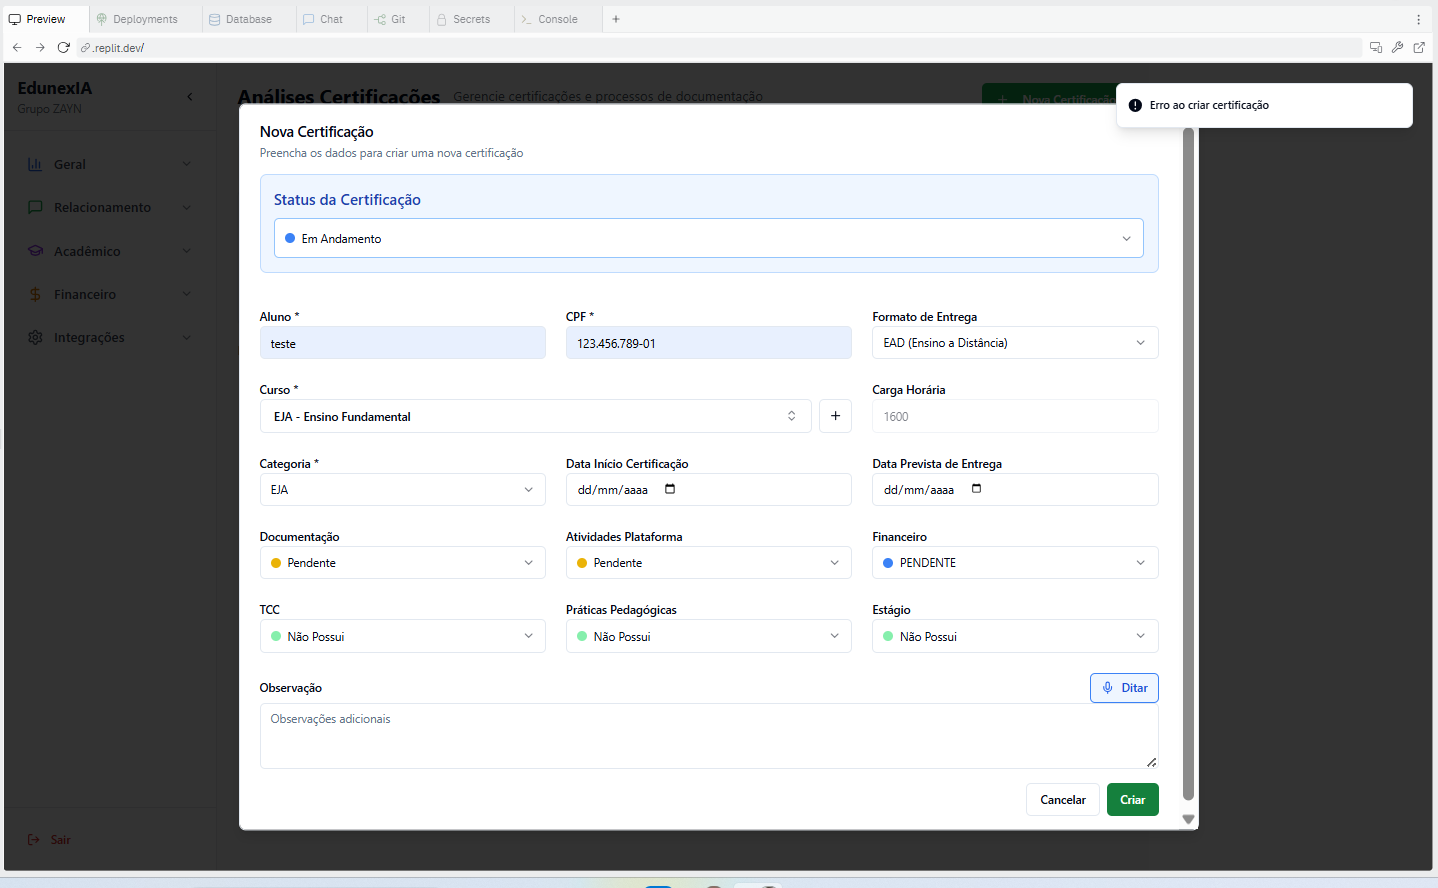 Preview Deployments Database Chat Git Secrets Console
.replit.dev/
EdunexIA
Grupo ZAYN
Análises Certificações Gerencie certificações e processos de documentação
Nova Certificação
Erro ao criar certificação
Geral
Relacionamento
Acadêmico
Financeiro
Integrações
Sair
Nova Certificação
Preencha os dados para criar uma nova certificação
Status da Certificação
Em Andamento
Aluno * CPF * Formato de Entrega
teste 123.456.789-01 EAD (Ensino a Distância)
Curso * Carga Horária
EJA - Ensino Fundamental + 1600
Categoria * Data Início Certificação Data Prevista de Entrega
EJA dd/mm/aaaa dd/mm/aaaa
Documentação Atividades Plataforma Financeiro
Pendente Pendente PENDENTE
TCC Práticas Pedagógicas Estágio
Não Possui Não Possui Não Possui
Observação Ditar
Observações adicionais
Cancelar Criar